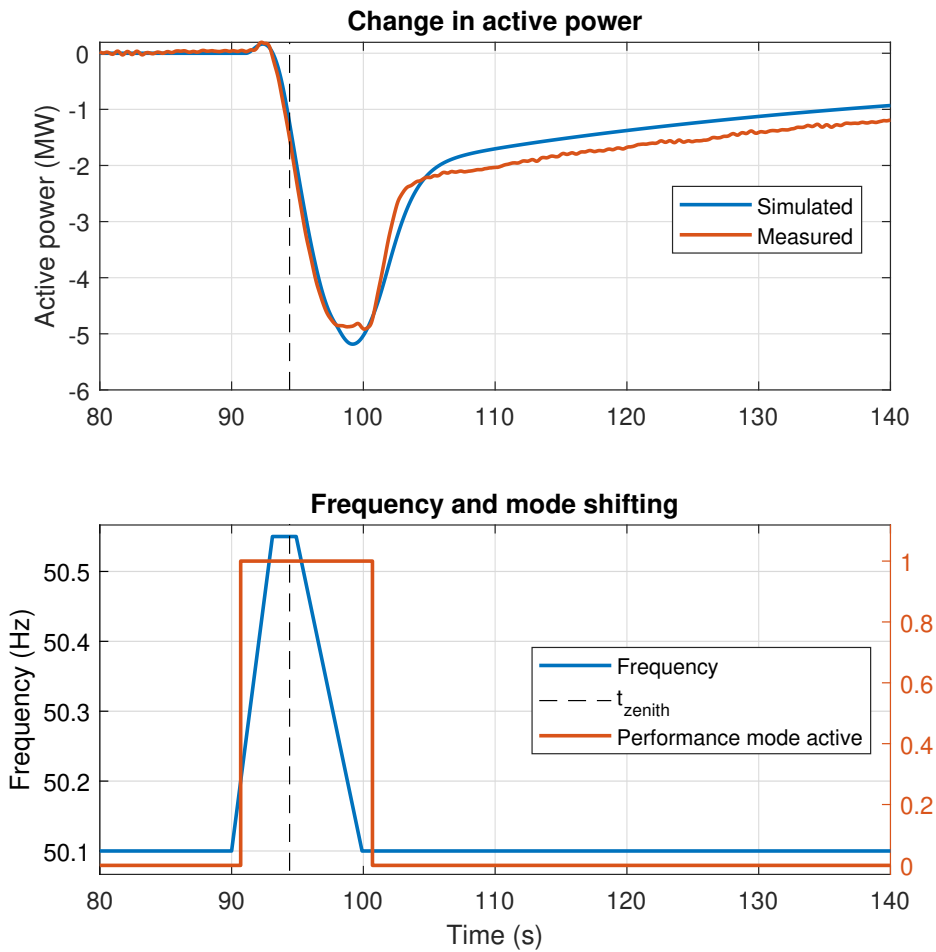 Change in active power
Active power (MW)
0
-1
-2
-3
-4
-5
-6
80 90 100 110 120 130 140
Simulated
Measured
Frequency and mode shifting
Frequency (Hz)
50.5
50.4
50.3
50.2
50.1
1
0.8
0.6
0.4
0.2
0
Frequency
t_zenith
Performance mode active
80 90 100 110 120 130 140
Time (s)